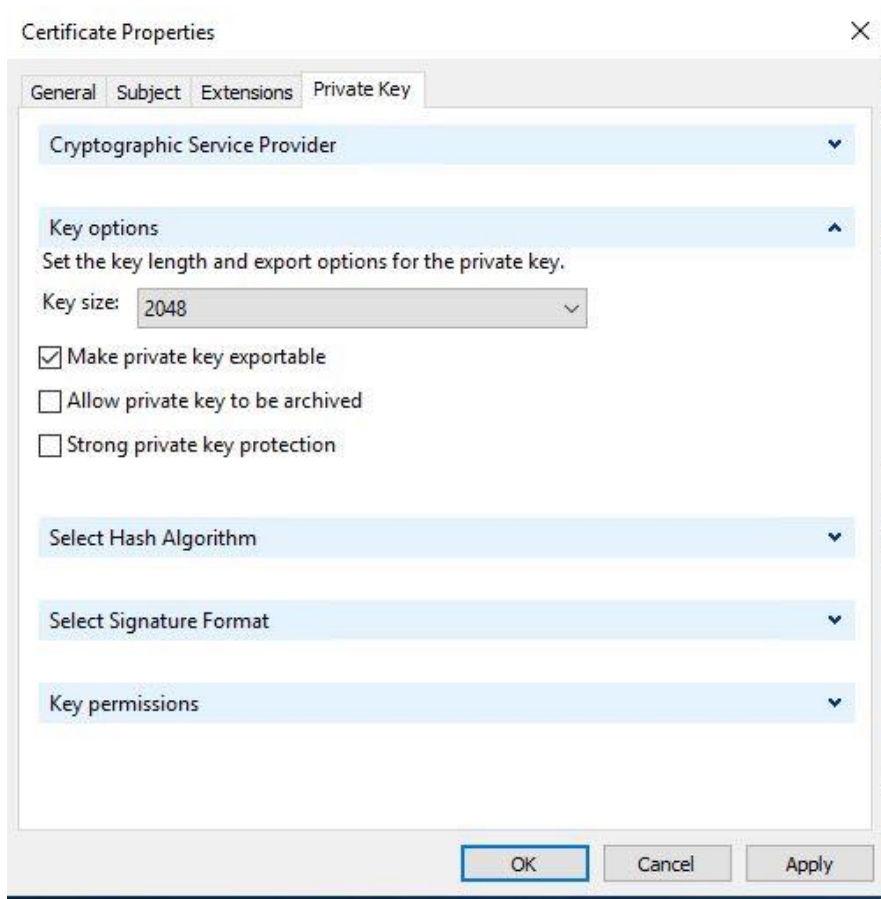 Certificate Properties
General Subject Extensions Private Key
Cryptographic Service Provider
Key options
Set the key length and export options for the private key.
Key size: 2048
Make private key exportable
Allow private key to be archived
Strong private key protection
Select Hash Algorithm
Select Signature Format
Key permissions
OK Cancel Apply